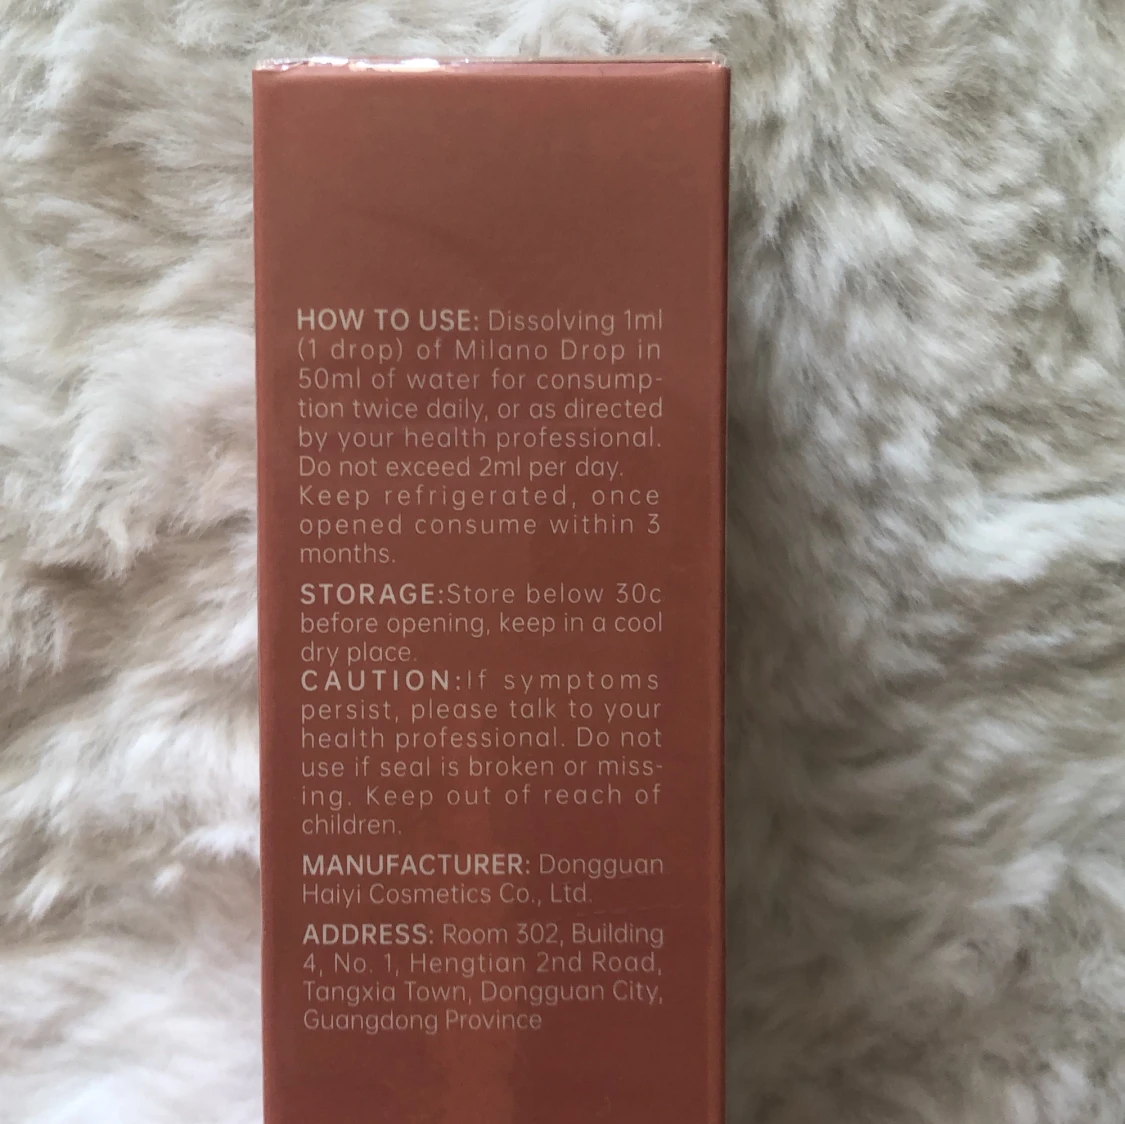 HOW TO USE: Dissolving 1ml
(1 drop) of Milano Drop in
50ml of water for consump-
tion twice daily, or as directed
by your health professional.
Do not exceed 2ml per day.
Keep refrigerated, once
opened consume within 3
months.
STORAGE:Store below 30c
before opening, keep in a cool
dry place.
CAUTION:If symptoms
persist, please talk to your
health professional. Do not
use if seal is broken or miss-
ing. Keep out of reach of
children.
MANUFACTURER: Dongguan
Haiyi Cosmetics Co., Ltd.
ADDRESS: Room 302, Building
4, No. 1, Hengtian 2nd Road,
Tangxia Town, Dongguan City,
Guangdong Province